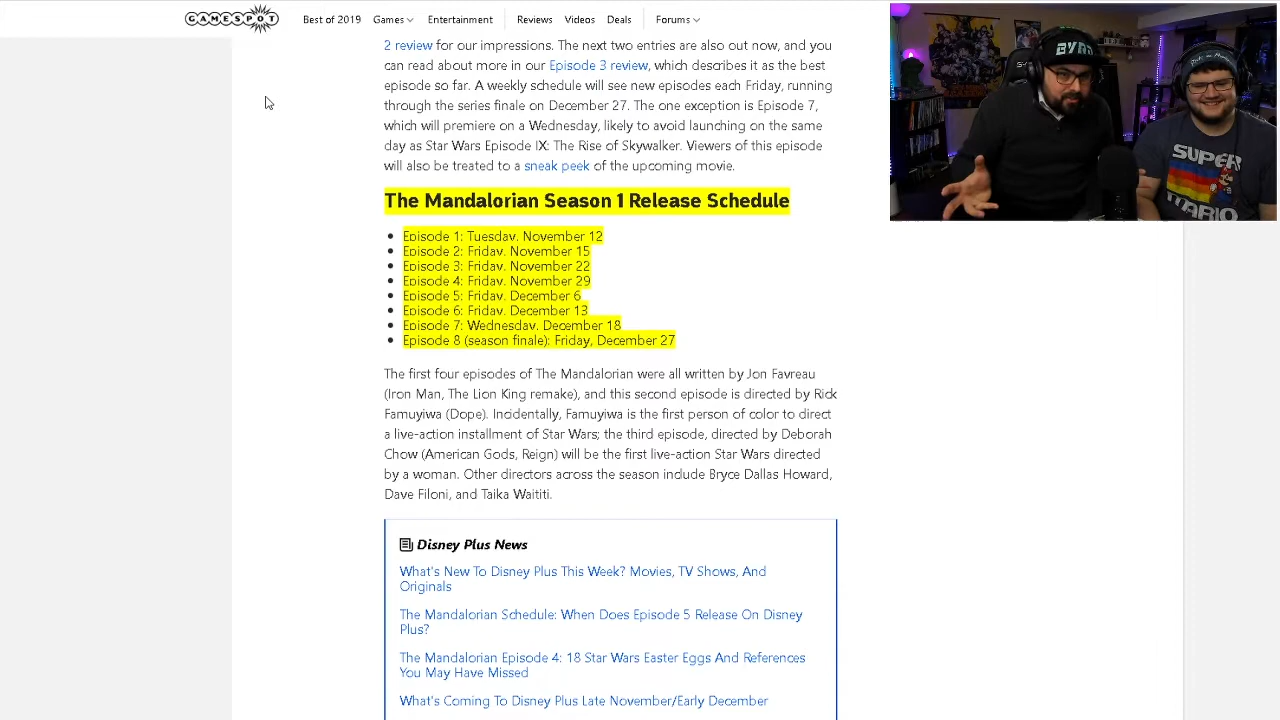 GAMESPOT
Best of 2019 Games Entertainment Reviews Videos Deals Forums
2 review for our impressions. The next two entries are also out now, and you
can read about more in our Episode 3 review, which describes it as the best
episode so far. A weekly schedule will see new episodes each Friday, running
through the series finale on December 27. The one exception is Episode 7,
which will premiere on a Wednesday, likely to avoid launching on the same
day as Star Wars Episode IX: The Rise of Skywalker. Viewers of this episode
will also be treated to a sneak peek of the upcoming movie.
The Mandalorian Season 1 Release Schedule
Episode 1: Tuesday, November 12
Episode 2: Friday, November 15
Episode 3: Friday, November 22
Episode 4: Friday, November 29
Episode 5: Friday, December 6
Episode 6: Friday, December 13
Episode 7: Wednesday, December 18
Episode 8 (season finale): Friday, December 27
The first four episodes of The Mandalorian were all written by Jon Favreau
(Iron Man, The Lion King remake), and this second episode is directed by Rick
Famuyiwa (Dope). Incidentally, Famuyiwa is the first person of color to direct
a live-action installment of Star Wars; the third episode, directed by Deborah
Chow (American Gods, Reign) will be the first live-action Star Wars directed
by a woman. Other directors across the season include Bryce Dallas Howard,
Dave Filoni, and Taika Waititi.
Disney Plus News
What's New To Disney Plus This Week? Movies, TV Shows, And
Originals
The Mandalorian Schedule: When Does Episode 5 Release On Disney
Plus?
The Mandalorian Episode 4: 18 Star Wars Easter Eggs And References
You May Have Missed
What's Coming To Disney Plus Late November/Early December
SUPER
MARIO